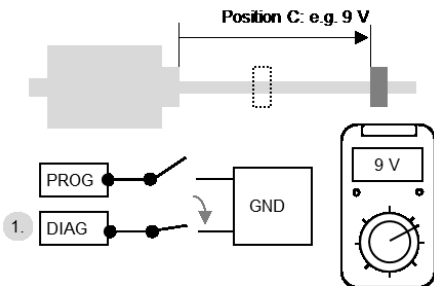 Position C: e.g. 9 V
PROG
GND
9 V
1.
DIAG